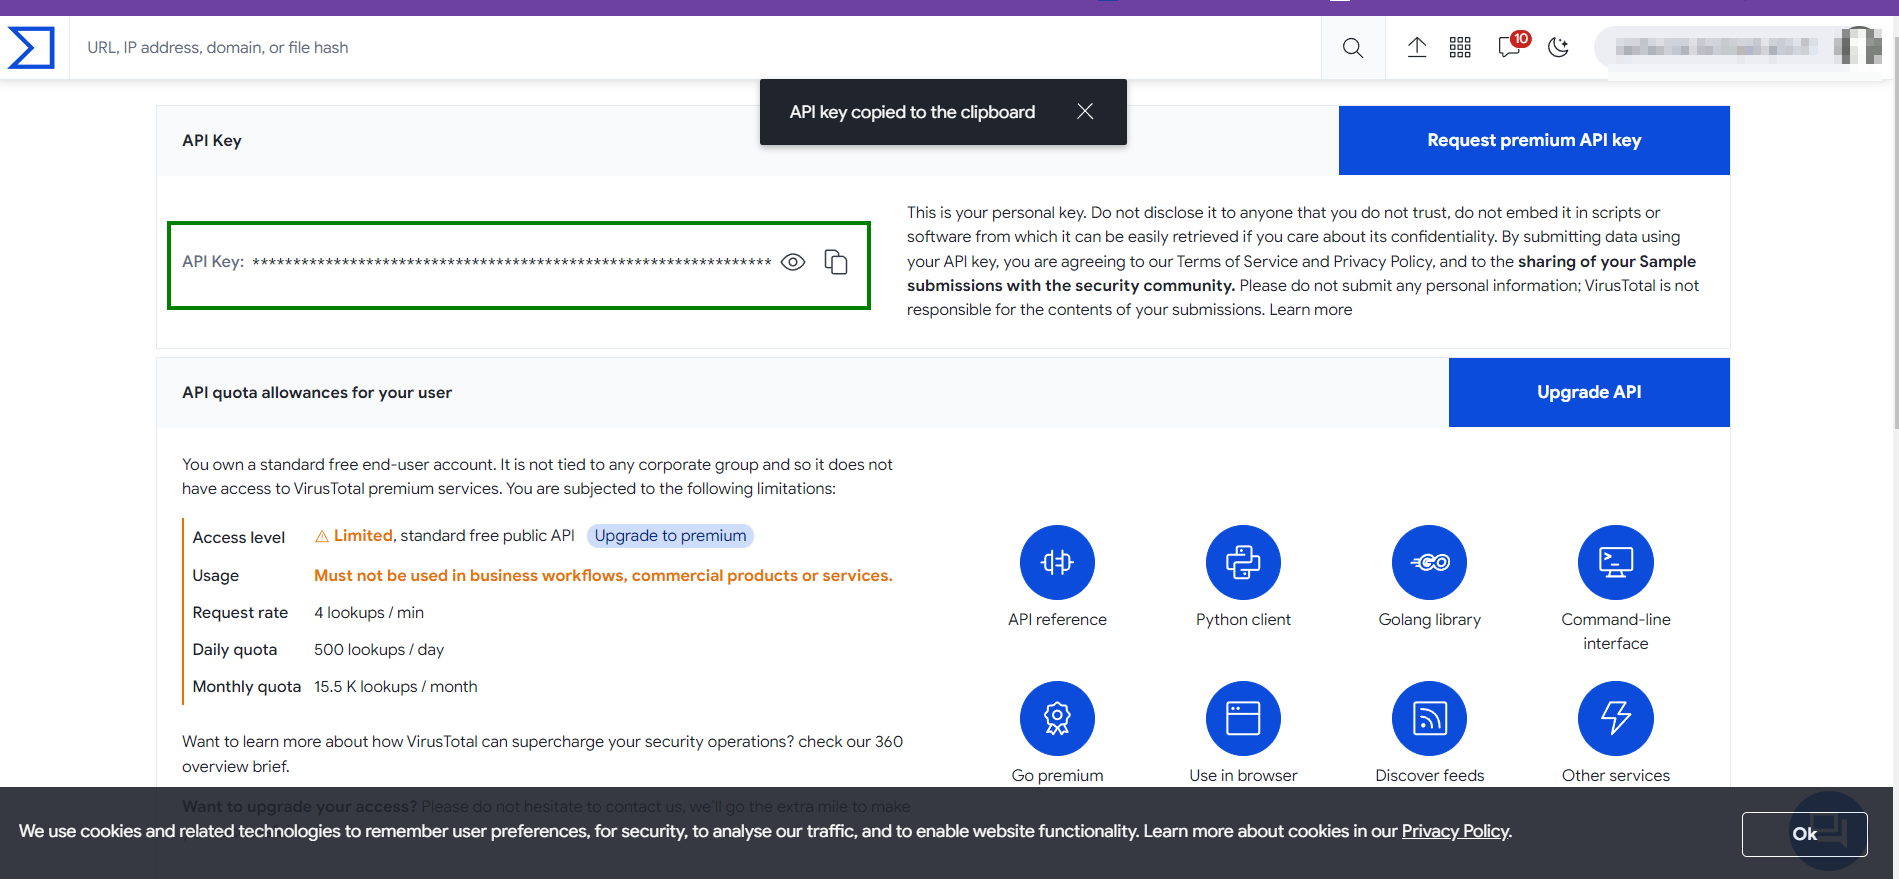 URL, IP address, domain, or file hash
10
API key copied to the clipboard
API Key
Request premium API key
API Key: ****************************************************************
This is your personal key. Do not disclose it to anyone that you do not trust, do not embed it in scripts or
software from which it can be easily retrieved if you care about its confidentiality. By submitting data using
your API key, you are agreeing to our Terms of Service and Privacy Policy, and to the sharing of your Sample
submissions with the security community. Please do not submit any personal information; VirusTotal is not
responsible for the contents of your submissions. Learn more
API quota allowances for your user
Upgrade API
You own a standard free end-user account. It is not tied to any corporate group and so it does not
have access to VirusTotal premium services. You are subjected to the following limitations:
Access level Limited, standard free public API Upgrade to premium
Usage Must not be used in business workflows, commercial products or services.
Request rate 4 lookups / min
Daily quota 500 lookups / day
Monthly quota 15.5 K lookups / month
API reference
Python client
Golang library
Command-line
interface
Want to learn more about how VirusTotal can supercharge your security operations? check our 360
overview brief.
Go premium
Use in browser
Discover feeds
Other services
Want to upgrade your access? Please do not hesitate to contact us, we'll go the extra mile to make
We use cookies and related technologies to remember user preferences, for security, to analyse our traffic, and to enable website functionality. Learn more about cookies in our Privacy Policy.
Ok